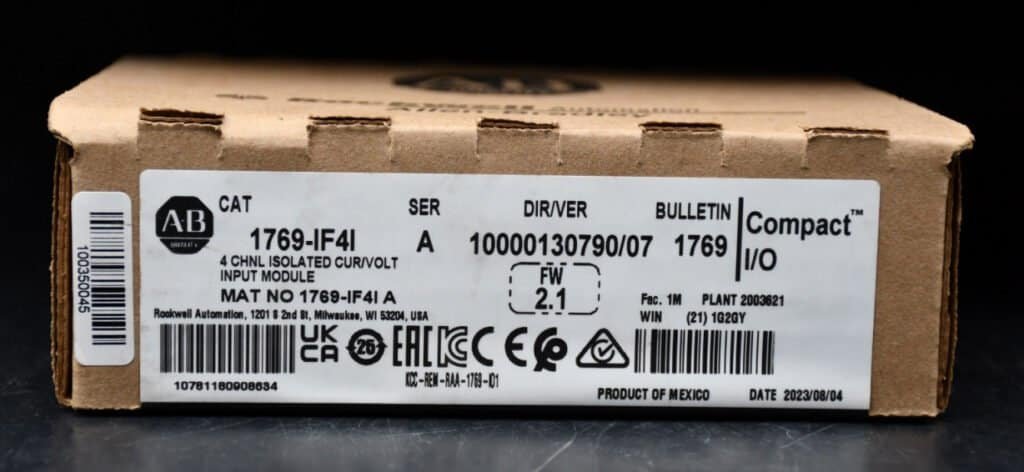 Automation
100350045
AB
CAT SER DIR/VER BULLETIN Compact™
1769-IF4I A 10000130790/07 1769 I/O
4 CHNL ISOLATED CUR/VOLT
INPUT MODULE
FW
2.1
MAT NO 1769-IF4I A
Fac. 1M PLANT 2003621
Rockwell Automation, 1201 S 2nd St, Milwaukee, WI 53204, USA
WIN (21) 1G2GY
UK
CA
25
EAC
KC
CE
KCC-REM-RAA-1769-I01
10781180908634
PRODUCT OF MEXICO DATE 2023/08/04